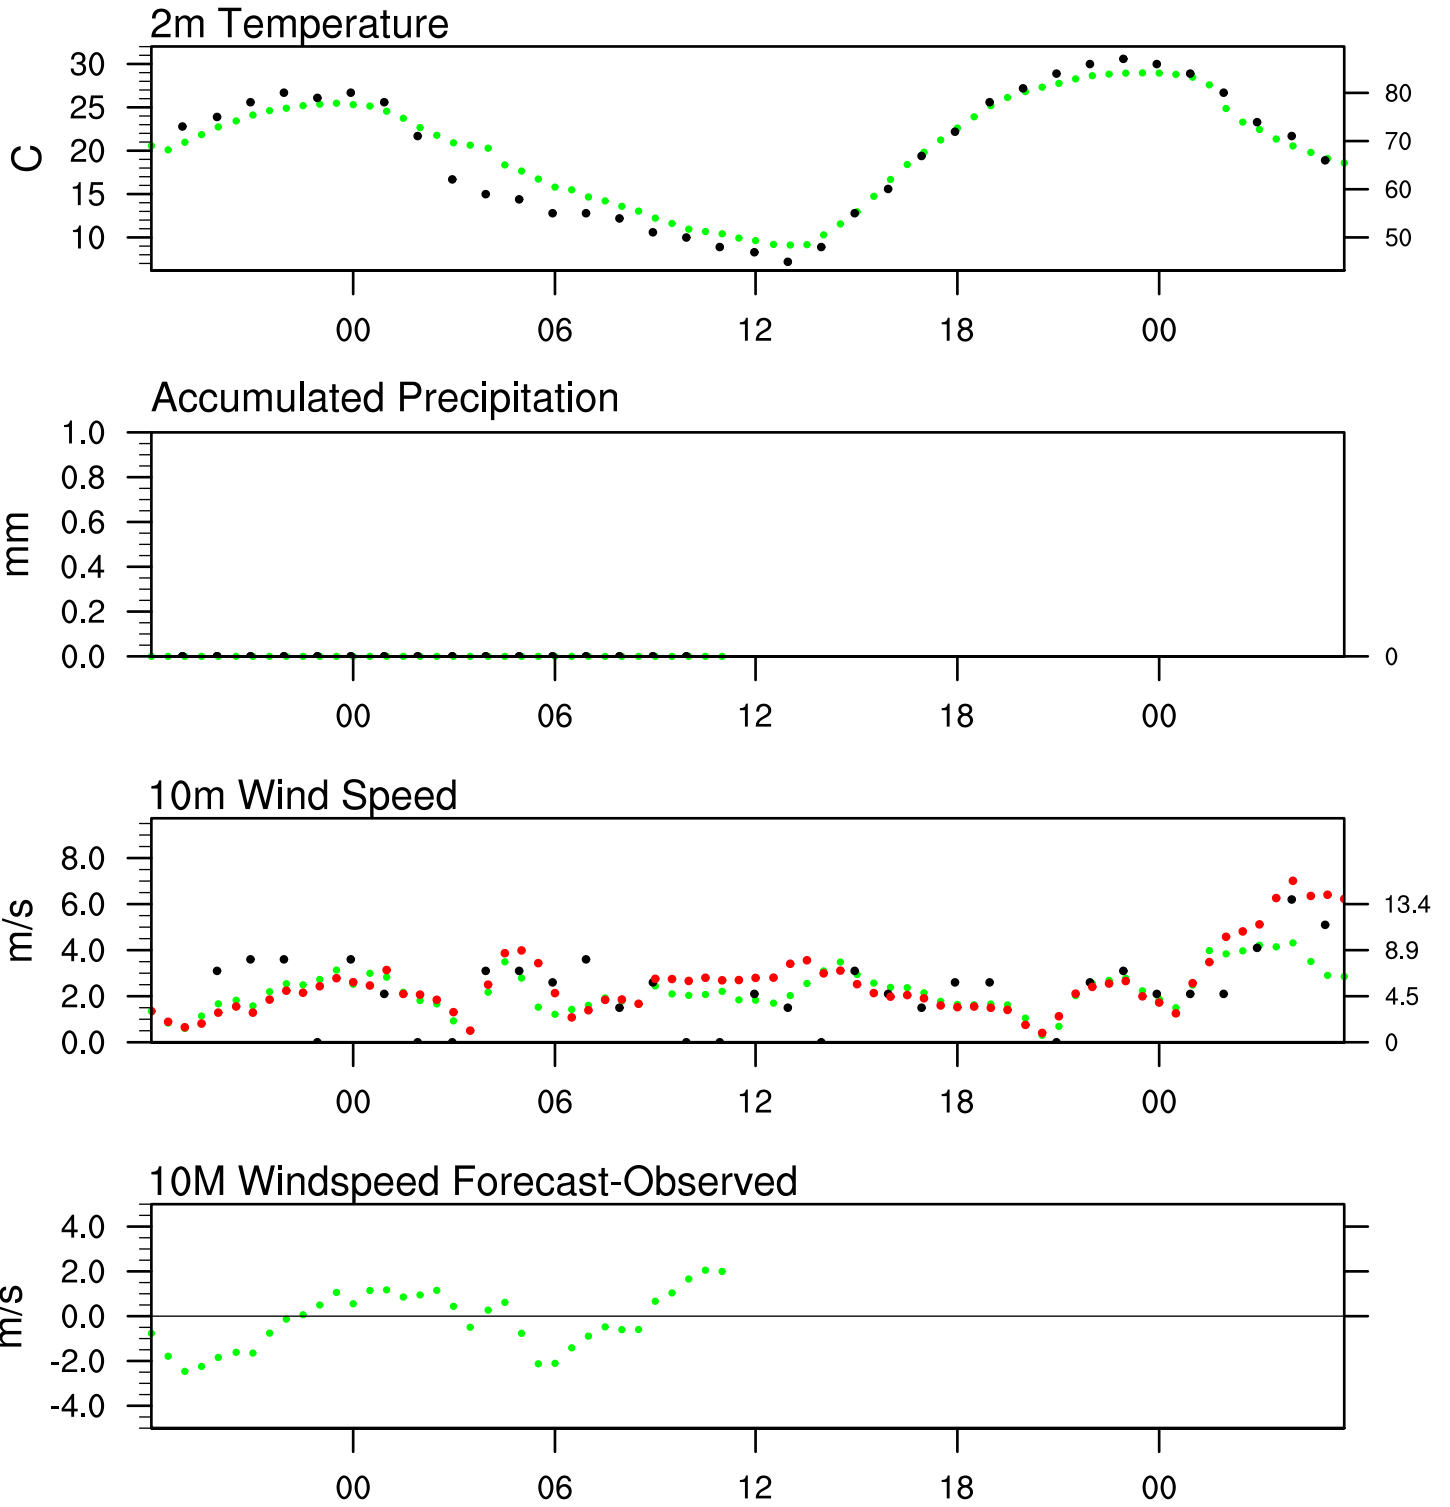 2m Temperature
30
25
20
15
10
C
80
70
60
50
00 06 12 18 00
Accumulated Precipitation
1.0
0.8
0.6
0.4
0.2
0.0
mm
0
00 06 12 18 00
10m Wind Speed
8.0
6.0
4.0
2.0
0.0
m/s
13.4
8.9
4.5
0
00 06 12 18 00
10M Windspeed Forecast-Observed
4.0
2.0
0.0
-2.0
-4.0
m/s
00 06 12 18 00